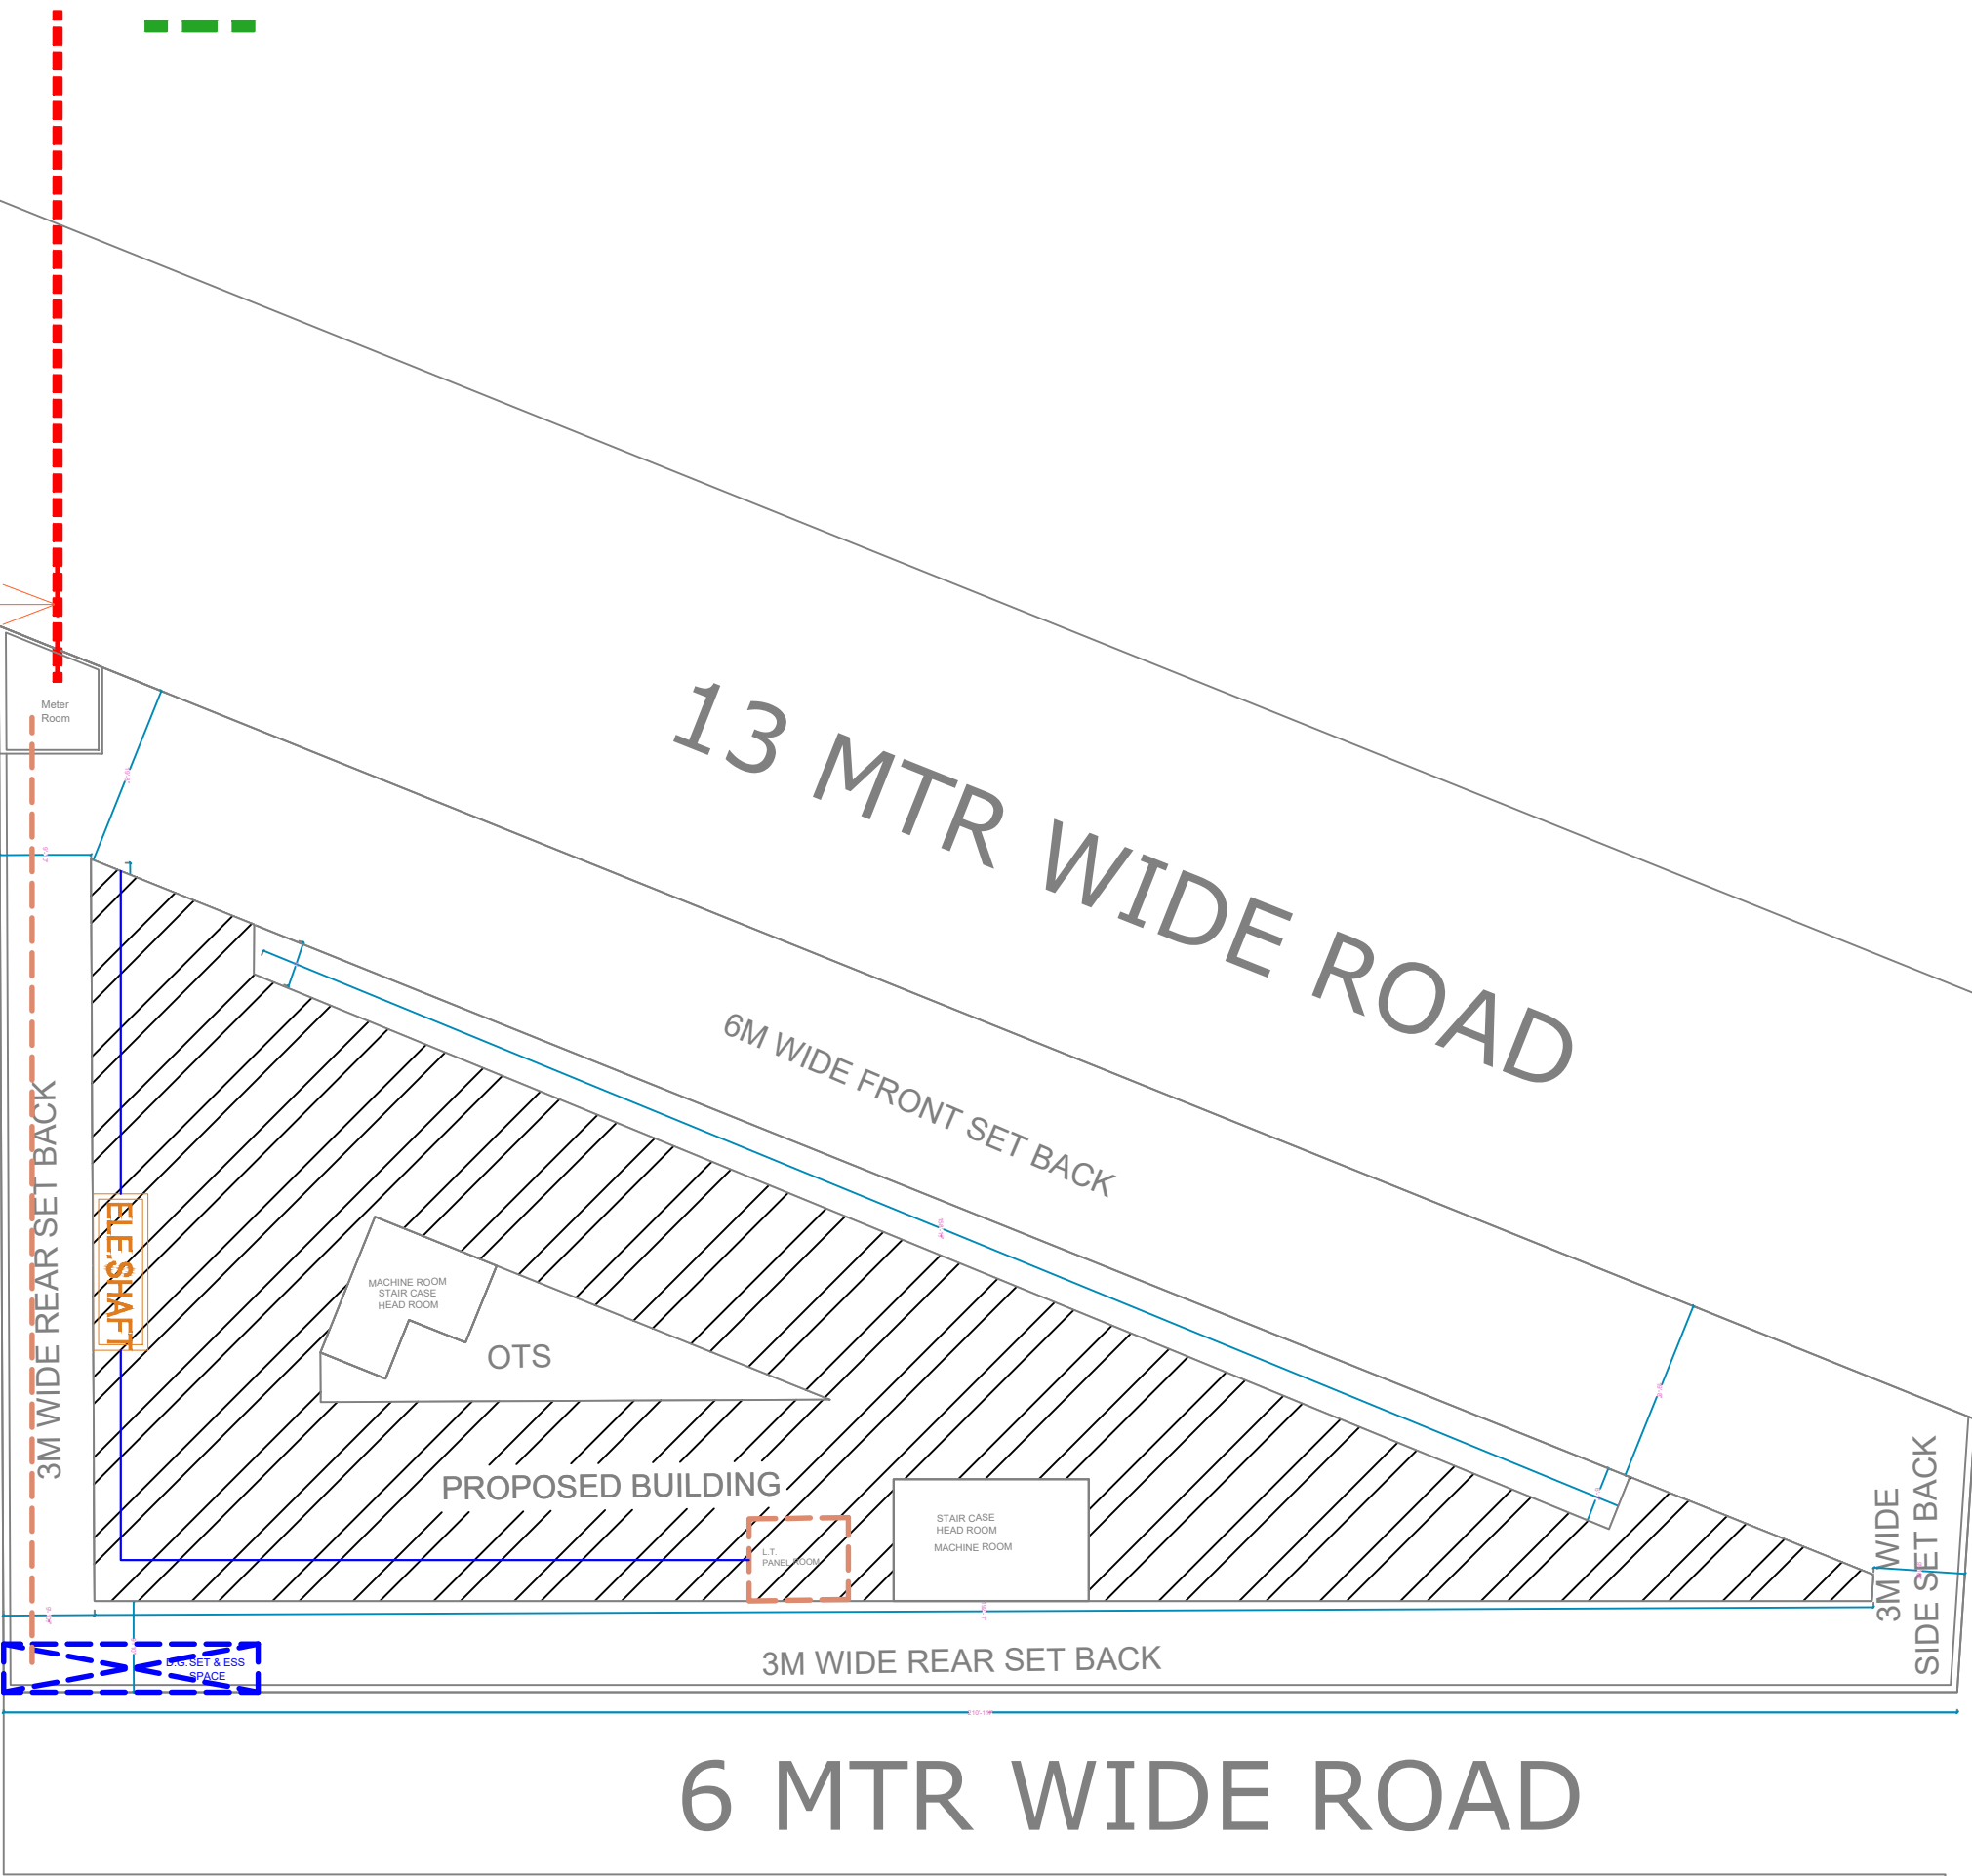 13 MTR WIDE ROAD
Meter
Room
6M WIDE FRONT SET BACK
3M WIDE REAR SET BACK
ELE.SHAFT
MACHINE ROOM
STAIR CASE
HEAD ROOM
OTS
PROPOSED BUILDING
L.T.
PANEL ROOM
STAIR CASE
HEAD ROOM
MACHINE ROOM
3M WIDE
SIDE SET BACK
D.G.SET & ESS
SPACE
3M WIDE REAR SET BACK
6 MTR WIDE ROAD